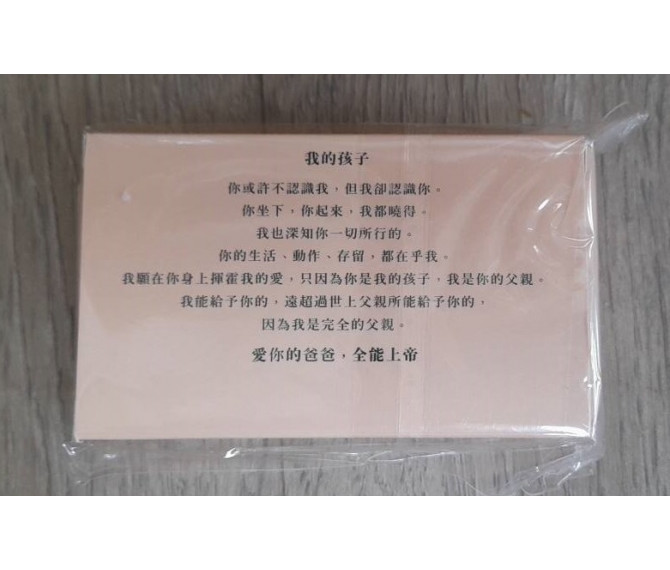 我的孩子
你或許不認識我，但我卻認識你。
你坐下，你起來，我都曉得。
我也深知你一切所行的。
你的生活、動作、存留，都在乎我。
我願在你身上揮霍我的愛，只因為你是我的孩子，我是你的父親。
我能給予你的，遠超過世上父親所能給予你的，
因為我是完全的父親。
愛你的爸爸，全能上帝